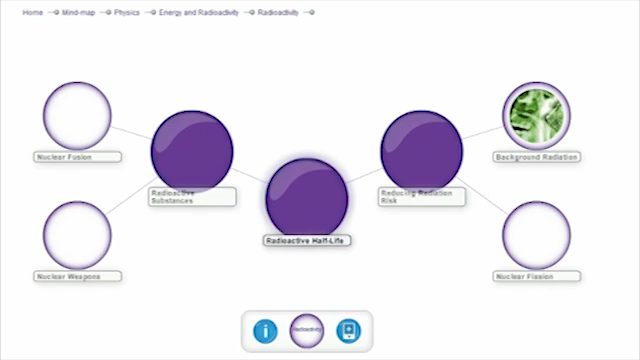 Home Mind-map Physics Energy and Radioactivity Radioactivity
Nuclear Fusion
Background Radiation
Radioactive
Substances
Reducing Radiation
Risk
Radioactive Half-Life
Nuclear Weapons
Nuclear Fission
Radioactivity